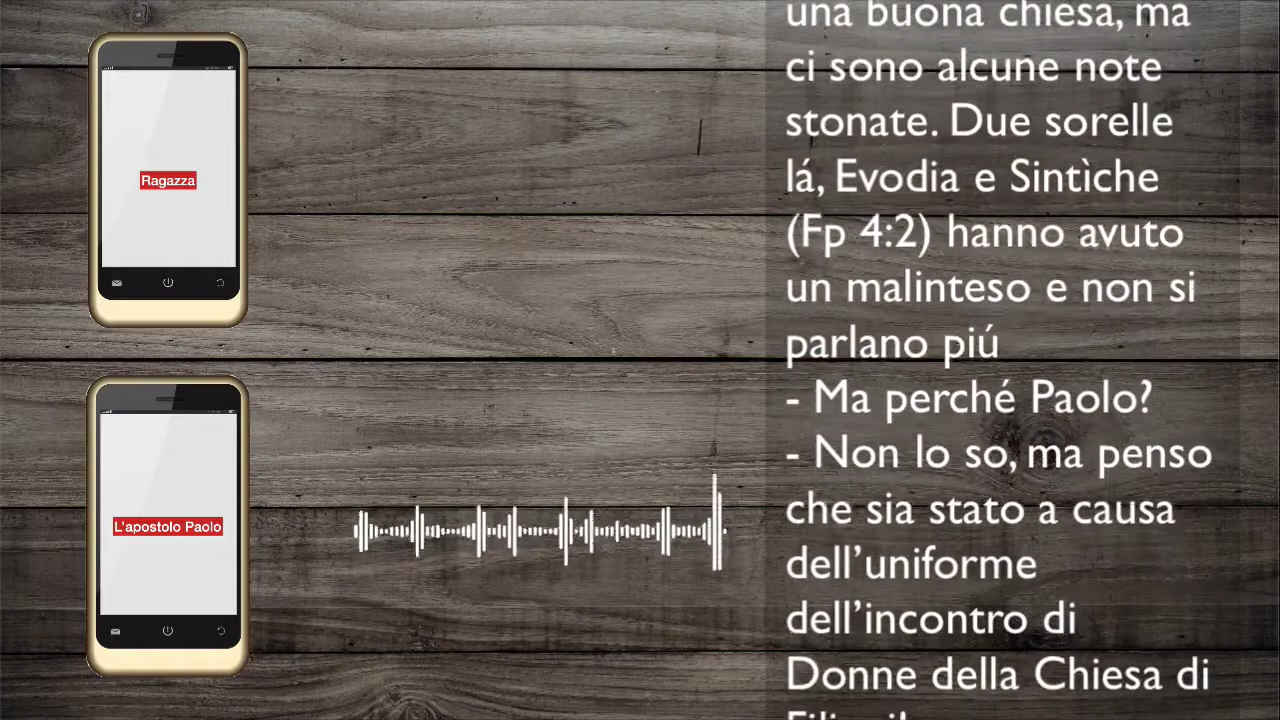 Ragazza
L'apostolo Paolo
una buona chiesa, ma
ci sono alcune note
stonate. Due sorelle
lá, Evodia e Sintìche
(Fp 4:2) hanno avuto
un malinteso e non si
parlano piú
- Ma perché Paolo?
- Non lo so, ma penso
che sia stato a causa
dell’uniforme
dell’incontro di
Donne della Chiesa di